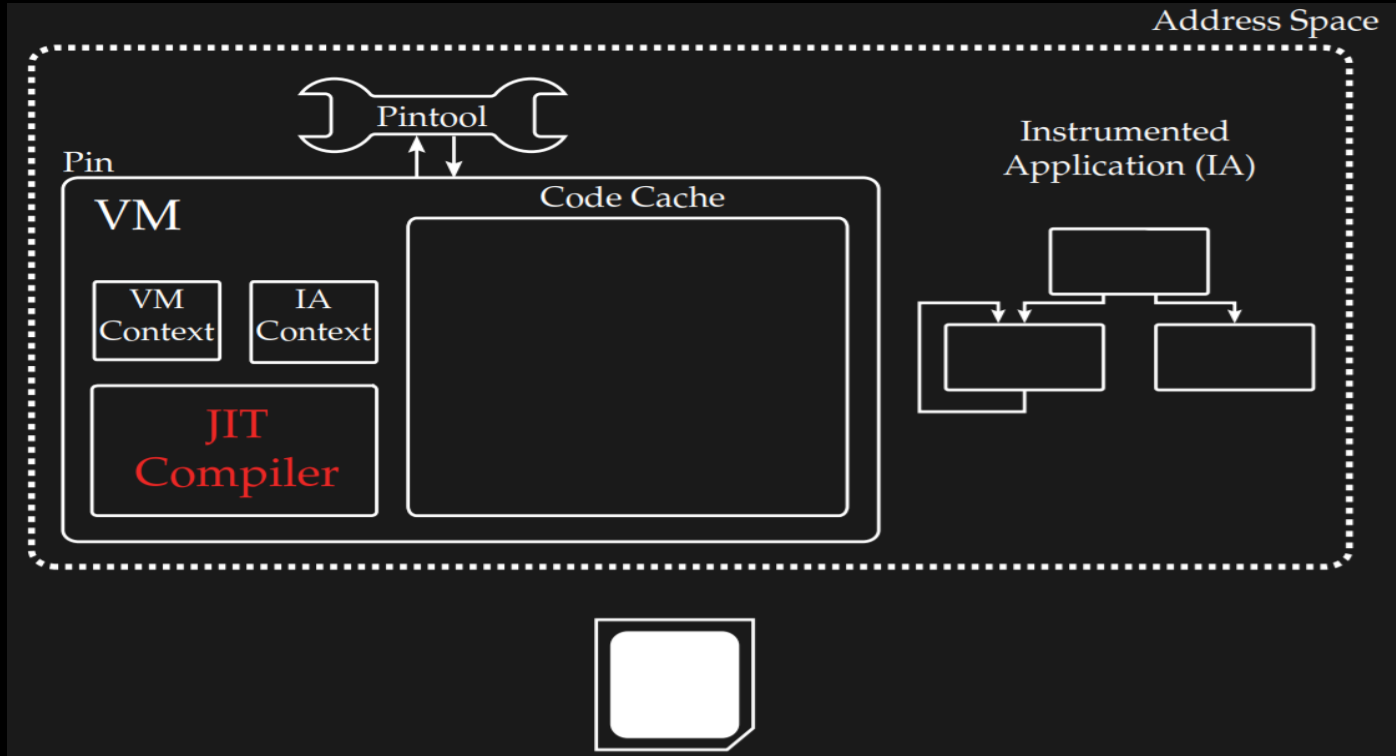 Address Space
Pintool
Instrumented
Application (IA)
Pin
Code Cache
VM
VM
Context
IA
Context
JIT
Compiler